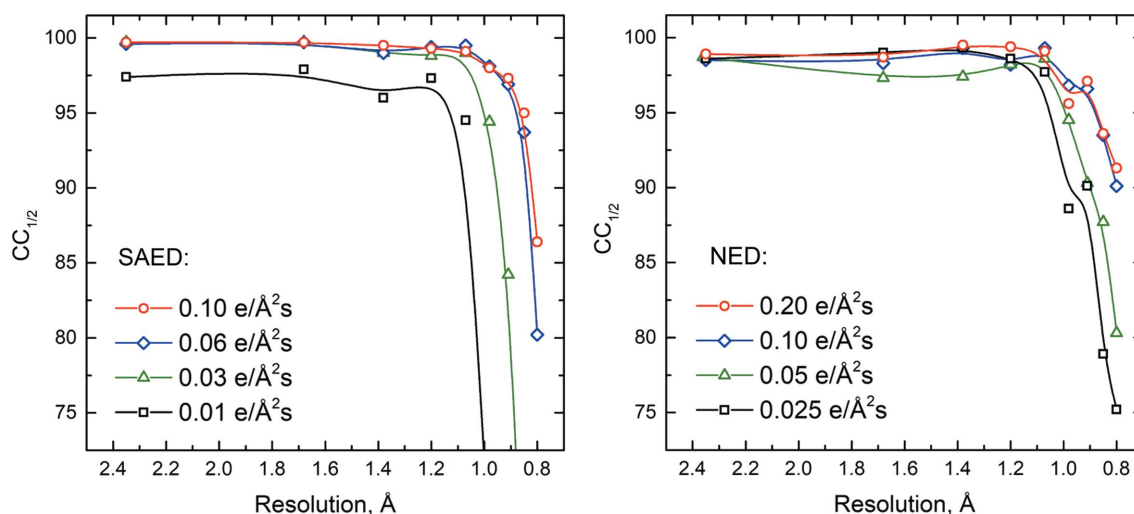 100
95
90
85
80
75
CC1/2
SAED:
0.10 e/Å²s
0.06 e/Å²s
0.03 e/Å²s
0.01 e/Å²s
2.4 2.2 2.0 1.8 1.6 1.4 1.2 1.0 0.8
Resolution, Å
100
95
90
85
80
75
CC1/2
NED:
0.20 e/Å²s
0.10 e/Å²s
0.05 e/Å²s
0.025 e/Å²s
2.4 2.2 2.0 1.8 1.6 1.4 1.2 1.0 0.8
Resolution, Å